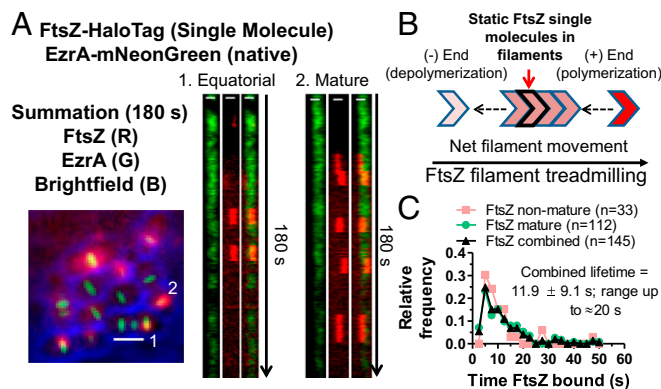 A
FtsZ-HaloTag (Single Molecule)
EzrA-mNeonGreen (native)
1. Equatorial
2. Mature
Summation (180 s)
FtsZ (R)
EzrA (G)
Brightfield (B)
180 s
180 s
2
1
B
Static FtsZ single
molecules in
filaments
(-) End
(depolymerization)
(+) End
(polymerization)
Net filament movement
FtsZ filament treadmilling
C
FtsZ non-mature (n=33)
FtsZ mature (n=112)
FtsZ combined (n=145)
Relative
frequency
0.4
0.3
0.2
0.1
0.0
Combined lifetime =
11.9 ± 9.1 s; range up
to ≈20 s
0 10 20 30 40 50 60
Time FtsZ bound (s)